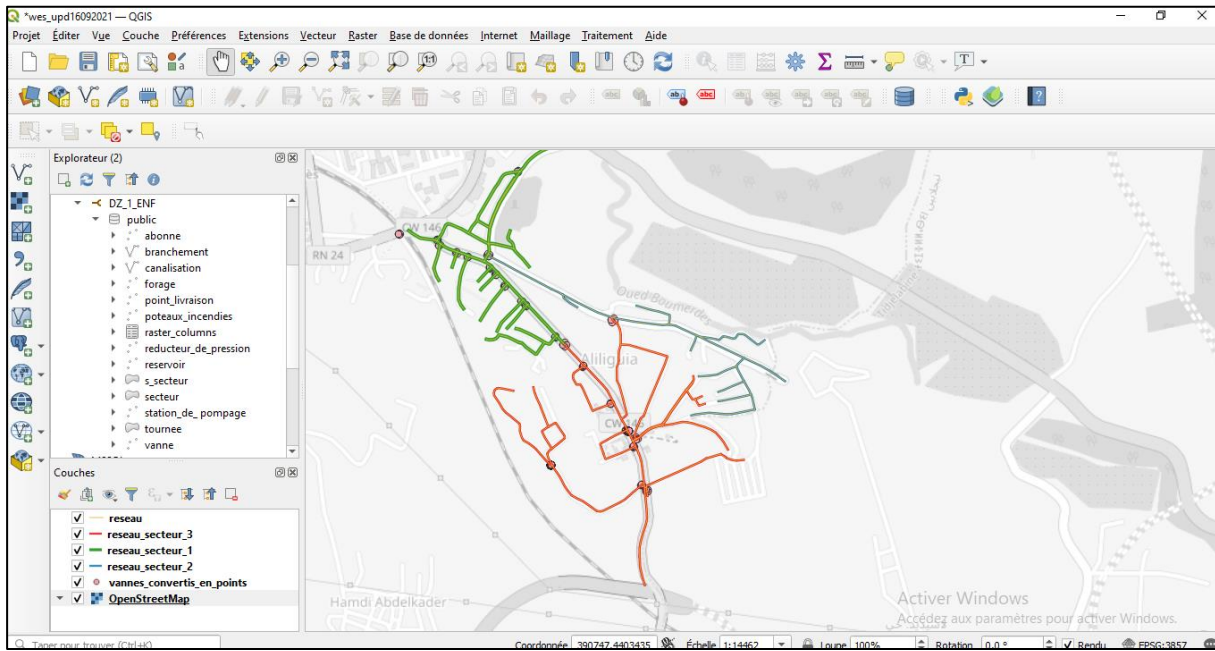 *wes_upd16092021 — QGIS
Projet Éditer Vue Couche Préférences Extensions Vecteur Raster Base de données Internet Maillage Traitement Aide
Explorateur (2)
DZ_1_ENF
public
abonne
branchement
canalisation
forage
point_livraison
poteaux_incendies
raster_columns
reducteur_de_pression
reservoir
s_secteur
secteur
station_de_ pompage
tournee
vanne
Couches
reseau
reseau_secteur_3
reseau_secteur_1
reseau_secteur_2
vannes_convertis_en_points
OpenStreetMap
CW 146
RN 24
Oued Boumerdes
Aliliguia
CW 146
Hamdi Abdelkader
Activer Windows
Accédez aux paramètres pour activer Windows.
Taper pour trouver (Ctrl+K)
Coordonnée 390747,4403435 Échelle 1:14462 Loupe 100% Rotation 0,0 ° Rendu EPSG:3857